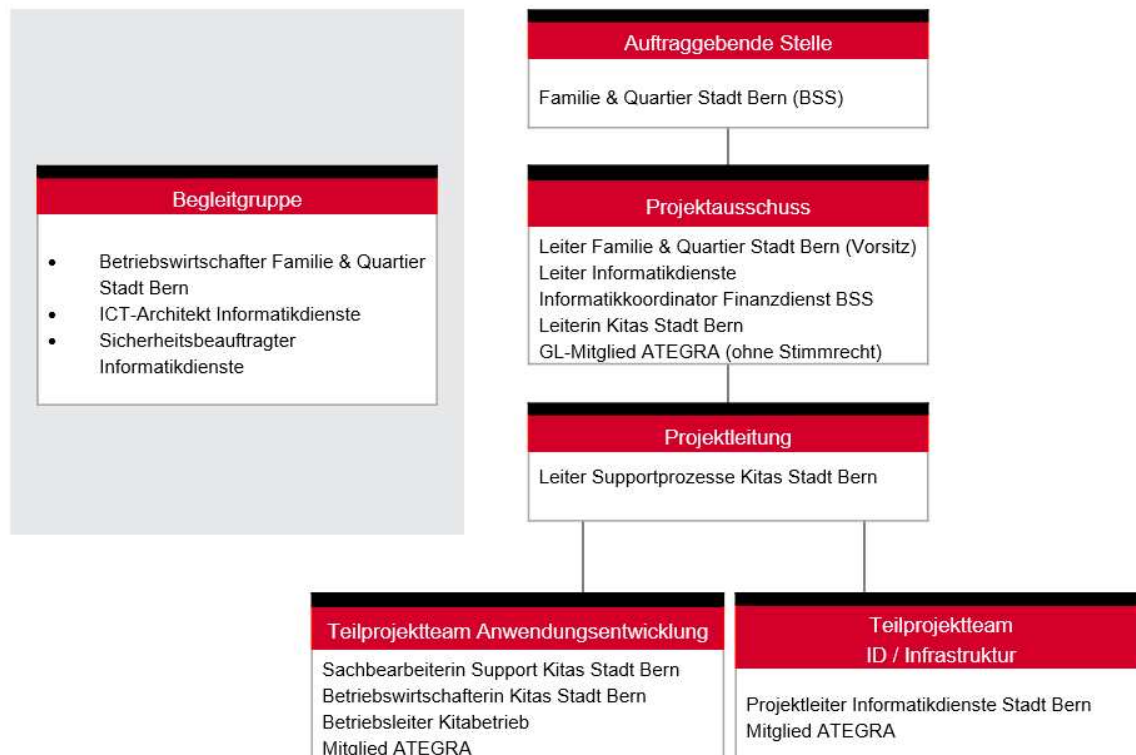 Auftraggebende Stelle
Familie & Quartier Stadt Bern (BSS)
Begleitgruppe
• Betriebswirtschafter Familie & Quartier
Stadt Bern
• ICT-Architekt Informatikdienste
• Sicherheitsbeauftragter
Informatikdienste
Projektausschuss
Leiter Familie & Quartier Stadt Bern (Vorsitz)
Leiter Informatikdienste
Informatikkoordinator Finanzdienst BSS
Leiterin Kitas Stadt Bern
GL-Mitglied ATEGRA (ohne Stimmrecht)
Projektleitung
Leiter Supportprozesse Kitas Stadt Bern
Teilprojektteam Anwendungsentwicklung
Sachbearbeiterin Support Kitas Stadt Bern
Betriebswirtschafterin Kitas Stadt Bern
Betriebsleiter Kitabetrieb
Mitglied ATEGRA
Teilprojektteam
ID / Infrastruktur
Projektleiter Informatikdienste Stadt Bern
Mitglied ATEGRA